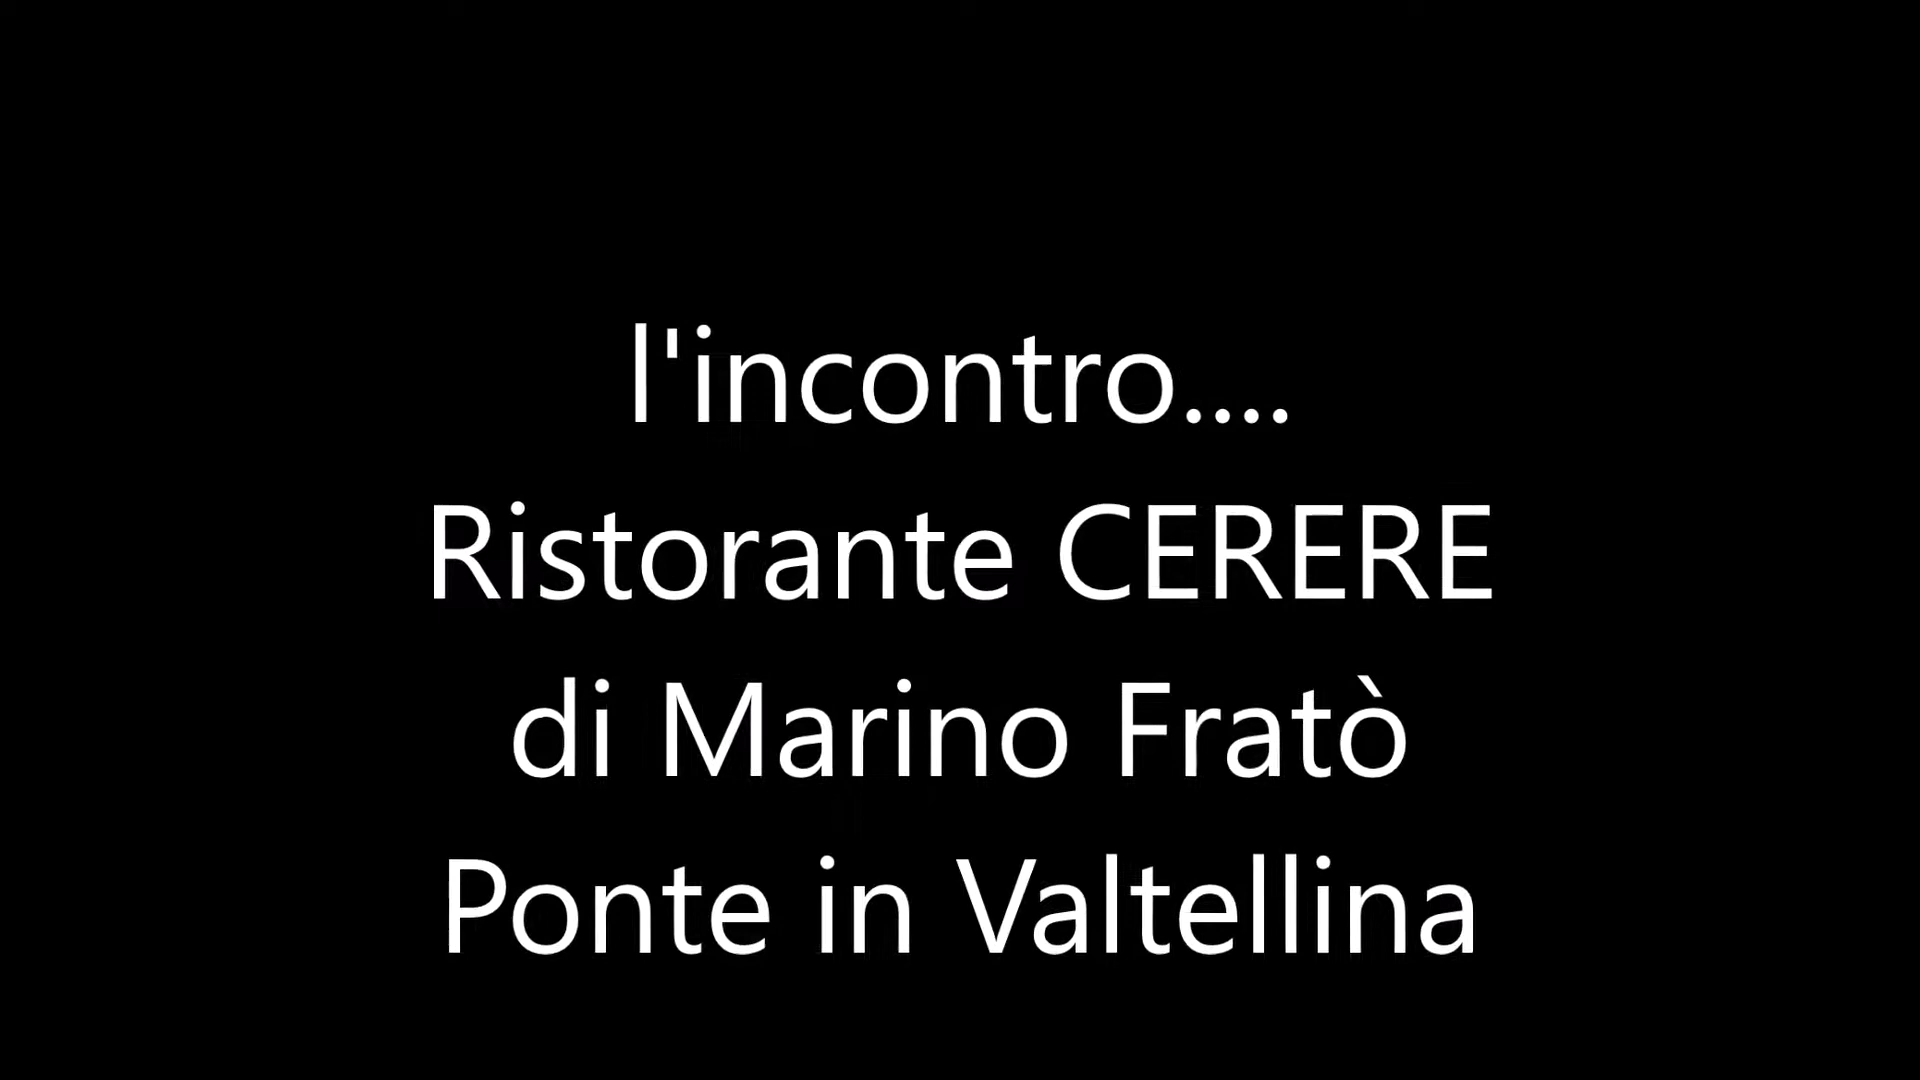 l'incontro....
Ristorante CERERE
di Marino Fratò
Ponte in Valtellina